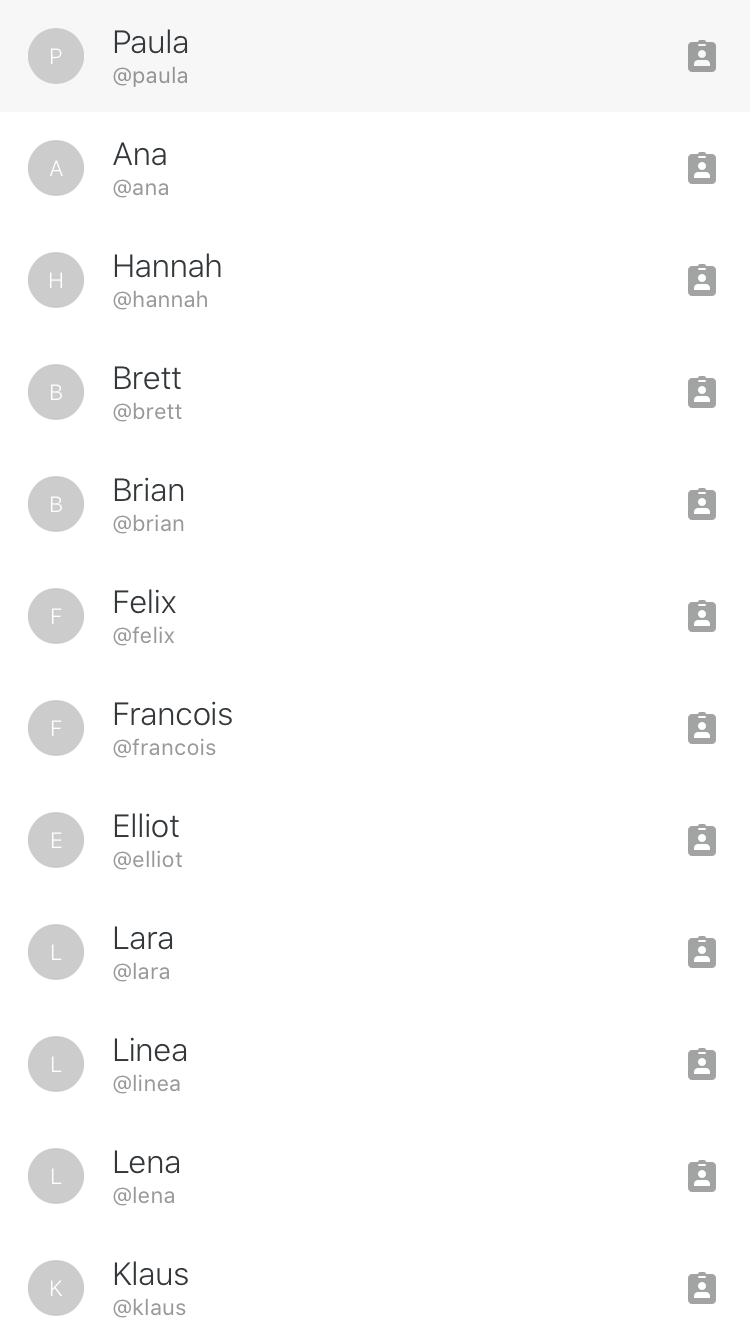 P
Paula
@paula
A
Ana
@ana
H
Hannah
@hannah
B
Brett
@brett
B
Brian
@brian
F
Felix
@felix
F
Francois
@francois
E
Elliot
@elliot
L
Lara
@lara
L
Linea
@linea
L
Lena
@lena
K
Klaus
@klaus